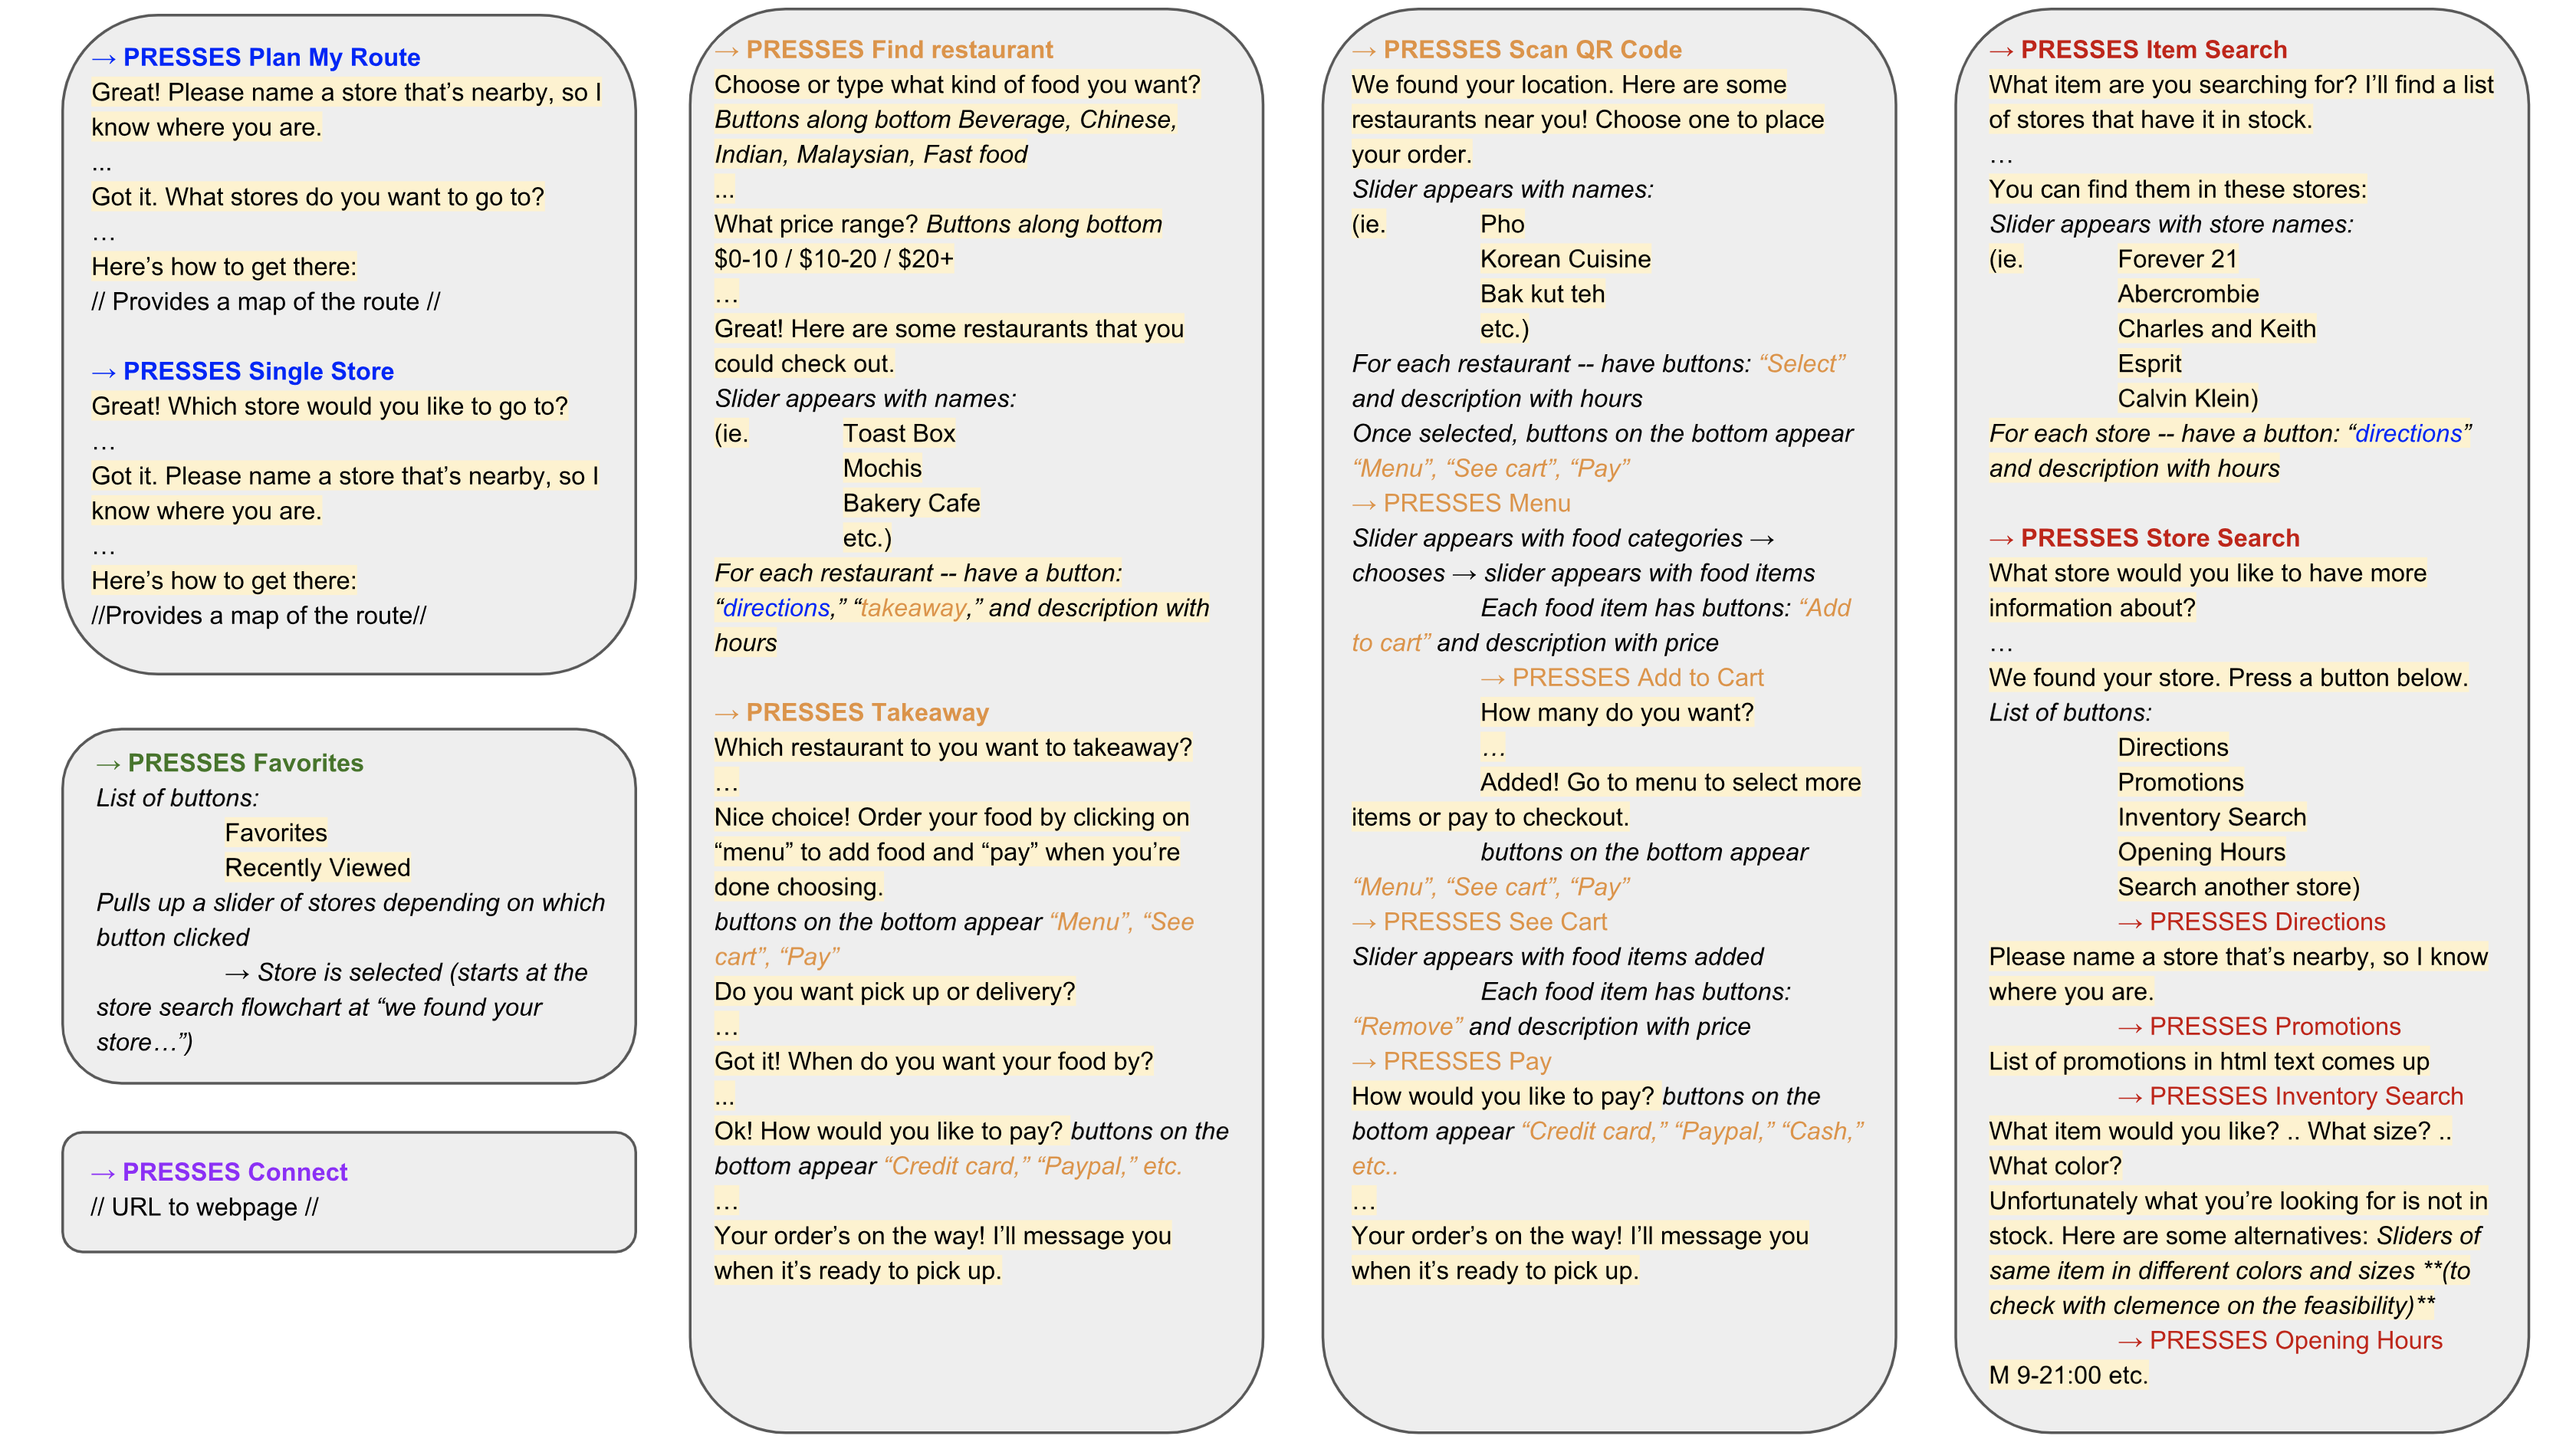 → PRESSES Plan My Route
Great! Please name a store that’s nearby, so I
know where you are.
...
Got it. What stores do you want to go to?
…
Here’s how to get there:
// Provides a map of the route //
→ PRESSES Single Store
Great! Which store would you like to go to?
…
Got it. Please name a store that’s nearby, so I
know where you are.
…
Here’s how to get there:
//Provides a map of the route//
→ PRESSES Favorites
List of buttons:
Favorites
Recently Viewed
Pulls up a slider of stores depending on which
button clicked
→ Store is selected (starts at the
store search flowchart at “we found your
store…”)
→ PRESSES Connect
// URL to webpage //
→ PRESSES Find restaurant
Choose or type what kind of food you want?
Buttons along bottom Beverage, Chinese,
Indian, Malaysian, Fast food
...
What price range? Buttons along bottom
$0-10 / $10-20 / $20+
…
Great! Here are some restaurants that you
could check out.
Slider appears with names:
(ie. Toast Box
Mochis
Bakery Cafe
etc.)
For each restaurant -- have a button:
“directions,” “takeaway,” and description with
hours
→ PRESSES Takeaway
Which restaurant to you want to takeaway?
…
Nice choice! Order your food by clicking on
“menu” to add food and “pay” when you’re
done choosing.
buttons on the bottom appear “Menu”, “See
cart”, “Pay”
Do you want pick up or delivery?
…
Got it! When do you want your food by?
...
Ok! How would you like to pay? buttons on the
bottom appear “Credit card,” “Paypal,” etc.
…
Your order’s on the way! I’ll message you
when it’s ready to pick up.
→ PRESSES Scan QR Code
We found your location. Here are some
restaurants near you! Choose one to place
your order.
Slider appears with names:
(ie. Pho
Korean Cuisine
Bak kut teh
etc.)
For each restaurant -- have buttons: “Select”
and description with hours
Once selected, buttons on the bottom appear
“Menu”, “See cart”, “Pay”
→ PRESSES Menu
Slider appears with food categories →
chooses → slider appears with food items
Each food item has buttons: “Add
to cart” and description with price
→ PRESSES Add to Cart
How many do you want?
…
Added! Go to menu to select more
items or pay to checkout.
buttons on the bottom appear
“Menu”, “See cart”, “Pay”
→ PRESSES See Cart
Slider appears with food items added
Each food item has buttons:
“Remove” and description with price
→ PRESSES Pay
How would you like to pay? buttons on the
bottom appear “Credit card,” “Paypal,” “Cash,”
etc..
…
Your order’s on the way! I’ll message you
when it’s ready to pick up.
→ PRESSES Item Search
What item are you searching for? I’ll find a list
of stores that have it in stock.
…
You can find them in these stores:
Slider appears with store names:
(ie. Forever 21
Abercrombie
Charles and Keith
Esprit
Calvin Klein)
For each store -- have a button: “directions”
and description with hours
→ PRESSES Store Search
What store would you like to have more
information about?
…
We found your store. Press a button below.
List of buttons:
Directions
Promotions
Inventory Search
Opening Hours
Search another store)
→ PRESSES Directions
Please name a store that’s nearby, so I know
where you are.
→ PRESSES Promotions
List of promotions in html text comes up
→ PRESSES Inventory Search
What item would you like? .. What size? ..
What color?
Unfortunately what you’re looking for is not in
stock. Here are some alternatives: Sliders of
same item in different colors and sizes **(to
check with clemence on the feasibility)**
→ PRESSES Opening Hours
M 9-21:00 etc.